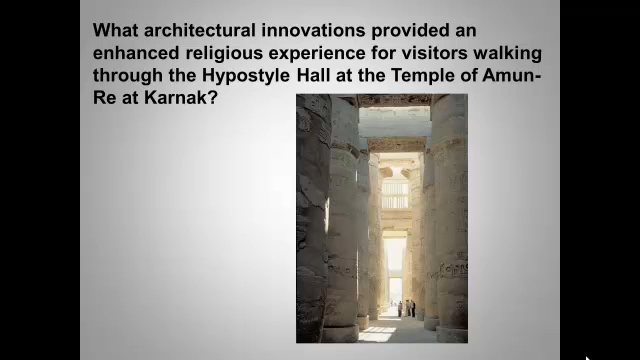 What architectural innovations provided an
enhanced religious experience for visitors walking
through the Hypostyle Hall at the Temple of Amun-
Re at Karnak?